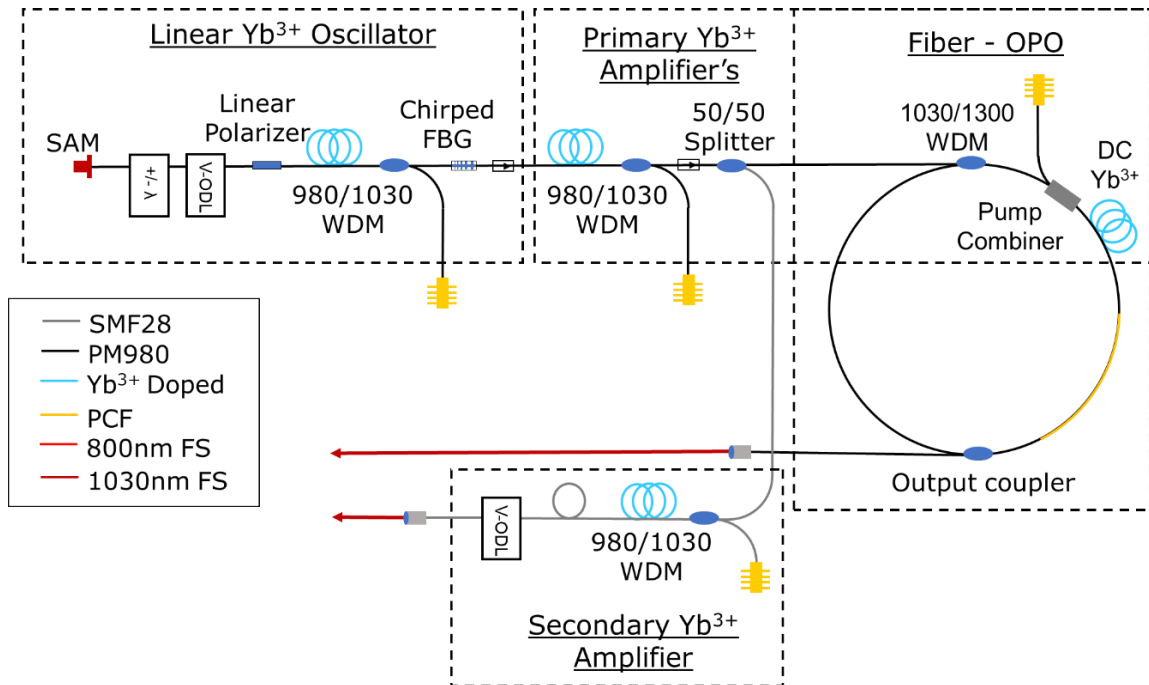 Linear Yb³⁺ Oscillator
Primary Yb³⁺
Amplifier's
Fiber - OPO
SAM
+/- λ
V-ODL
Linear
Polarizer
980/1030
WDM
Chirped
FBG
980/1030
WDM
50/50
Splitter
1030/1300
WDM
DC
Yb³⁺
Pump
Combiner
SMF28
PM980
Yb³⁺ Doped
PCF
800nm FS
1030nm FS
Output coupler
V-ODL
980/1030
WDM
Secondary Yb³⁺
Amplifier